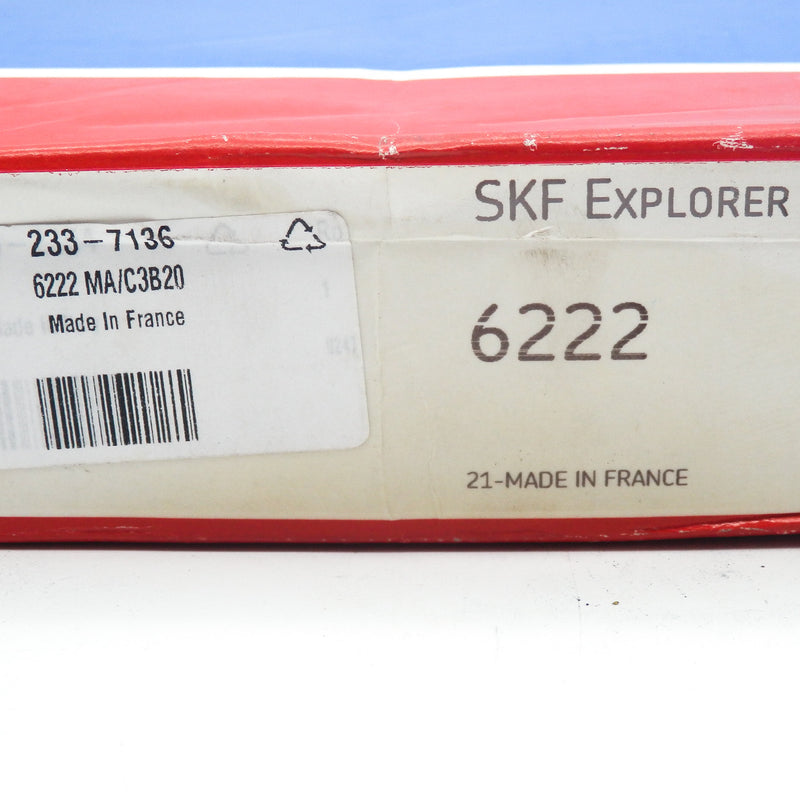 233-7136
6222 MA/C3B20
Made In France
SKF EXPLORER
6222
21-MADE IN FRANCE